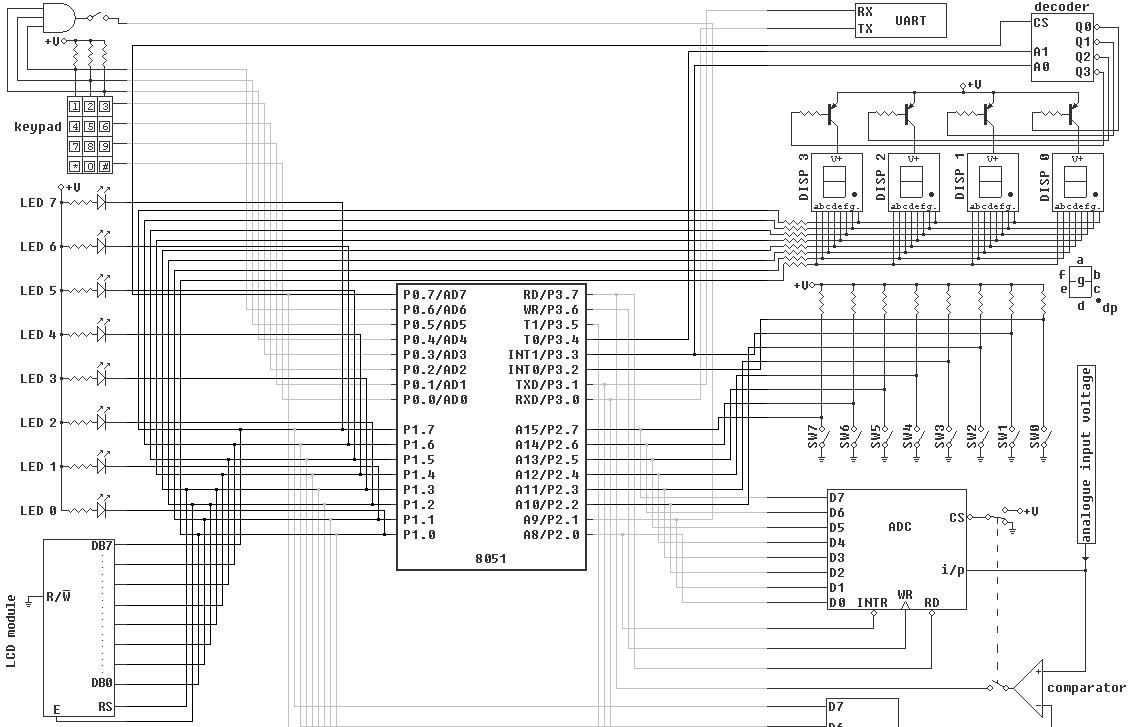 decoder
RX
TX
UART
CS
A1
A0
Q0
Q1
Q2
Q3
+V
keypad
1 2 3
4 5 6
7 8 9
* 0 #
+V
V+
V+
V+
V+
DISP 3
DISP 2
DISP 1
DISP 0
abcdefg.
abcdefg.
abcdefg.
abcdefg.
+V
LED 7
LED 6
LED 5
LED 4
LED 3
LED 2
LED 1
LED 0
a
f b
g
e c
d dp
P0.7/AD7
P0.6/AD6
P0.5/AD5
P0.4/AD4
P0.3/AD3
P0.2/AD2
P0.1/AD1
P0.0/AD0
P1.7
P1.6
P1.5
P1.4
P1.3
P1.2
P1.1
P1.0
RD/P3.7
WR/P3.6
T1/P3.5
T0/P3.4
INT1/P3.3
INT0/P3.2
TXD/P3.1
RXD/P3.0
A15/P2.7
A14/P2.6
A13/P2.5
A12/P2.4
A11/P2.3
A10/P2.2
A9/P2.1
A8/P2.0
8051
+V
SW7
SW6
SW5
SW4
SW3
SW2
SW1
SW0
analogue input voltage
D7
D6
D5
D4
D3
D2
D1
D0
ADC
CS
+V
i/p
INTR
WR
RD
LCD module
DB7
R/W̅
DB0
RS
E
+
-
comparator
D7
D6